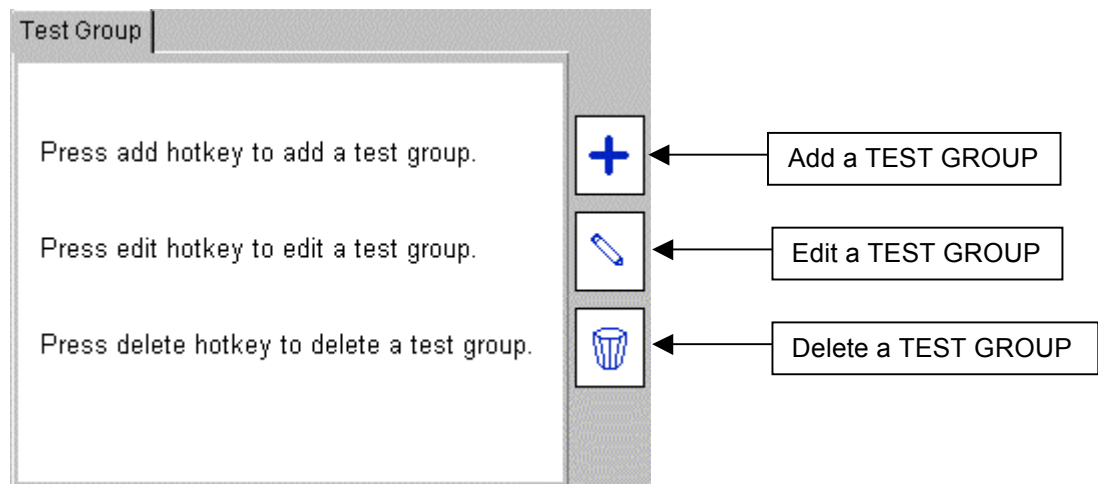 Test Group
Press add hotkey to add a test group.
Add a TEST GROUP
Press edit hotkey to edit a test group.
Edit a TEST GROUP
Press delete hotkey to delete a test group.
Delete a TEST GROUP